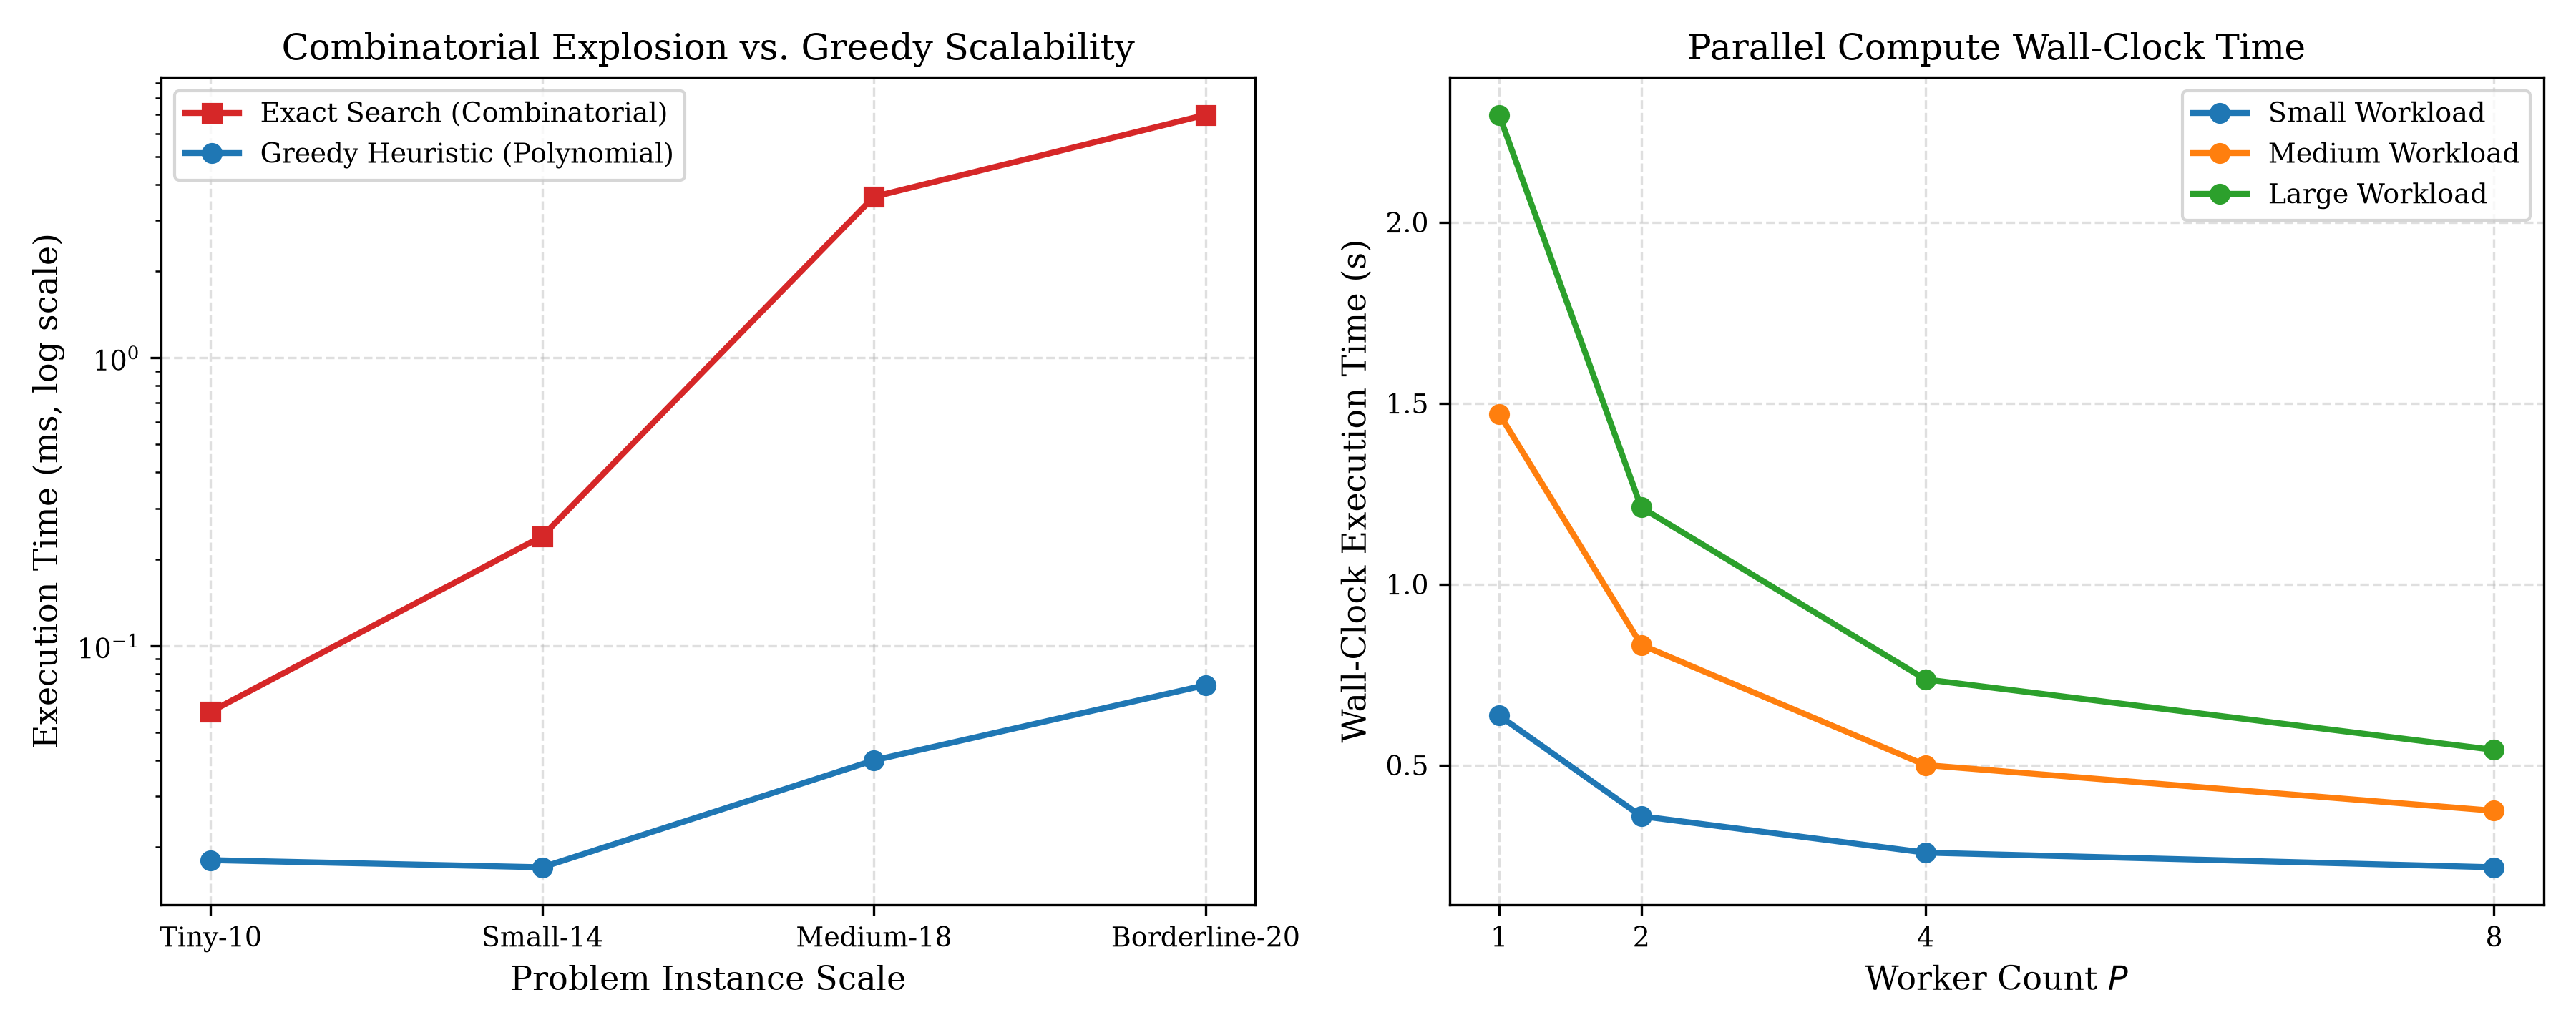 Combinatorial Explosion vs. Greedy Scalability
Exact Search (Combinatorial)
Greedy Heuristic (Polynomial)
Execution Time (ms, log scale)
10⁰
10⁻¹
Tiny-10
Small-14
Medium-18
Borderline-20
Problem Instance Scale
Parallel Compute Wall-Clock Time
Small Workload
Medium Workload
Large Workload
Wall-Clock Execution Time (s)
2.0
1.5
1.0
0.5
1
2
4
8
Worker Count P